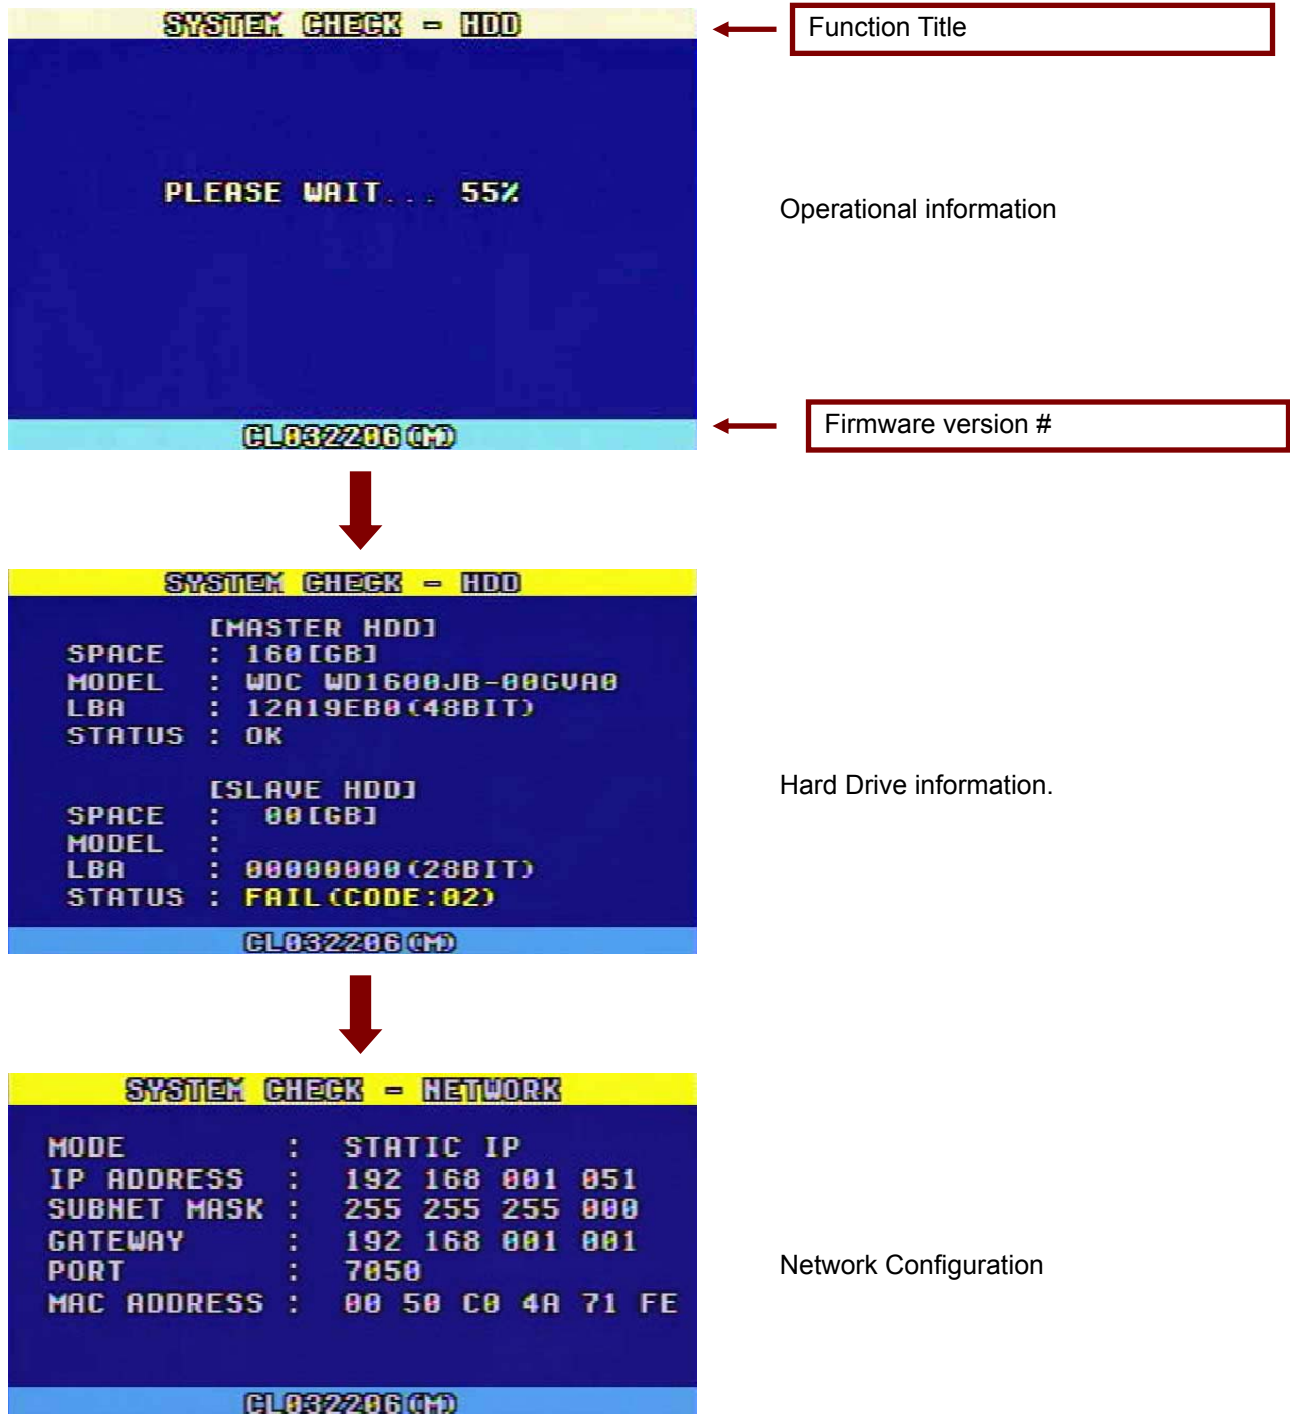 SYSTEM CHECK - HDD
Function Title
PLEASE WAIT... 55%
Operational information
CL032206(M)
Firmware version #
SYSTEM CHECK - HDD
[MASTER HDD]
SPACE : 160[GB]
MODEL : WDC WD1600JB-00GVA0
LBA : 12A19EB0(48BIT)
STATUS : OK
[SLAVE HDD]
SPACE : 00[GB]
MODEL :
LBA : 00000000(28BIT)
STATUS : FAIL(CODE:02)
Hard Drive information.
CL032206(M)
SYSTEM CHECK - NETWORK
MODE : STATIC IP
IP ADDRESS : 192 168 001 051
SUBNET MASK : 255 255 255 000
GATEWAY : 192 168 001 001
PORT : 7050
MAC ADDRESS : 00 50 C0 4A 71 FE
Network Configuration
CL032206(M)